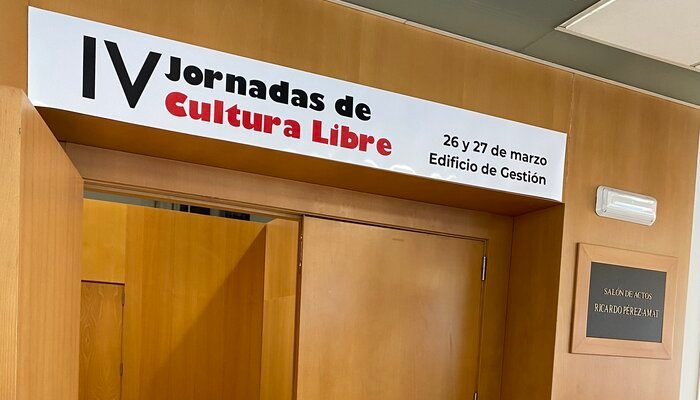 IV Jornadas de
Cultura Libre
26 y 27 de marzo
Edificio de Gestión
SALÓN DE ACTOS
RICARDO PÉREZ AMAT